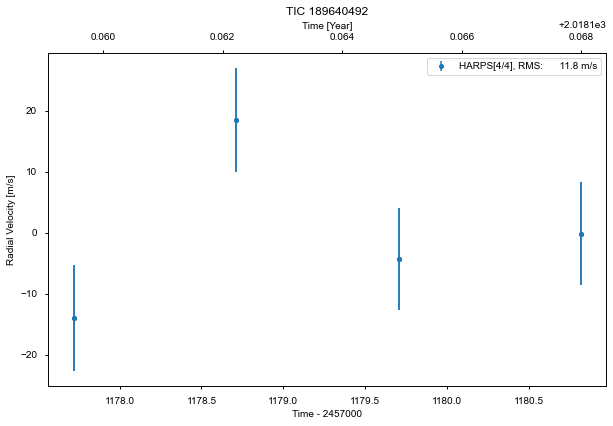 TIC 189640492
Time [Year]
+2.0181e3
0.060 0.062 0.064 0.066 0.068
HARPS[4/4], RMS: 11.8 m/s
Radial Velocity [m/s]
20
10
0
−10
−20
1178.0 1178.5 1179.0 1179.5 1180.0 1180.5
Time - 2457000